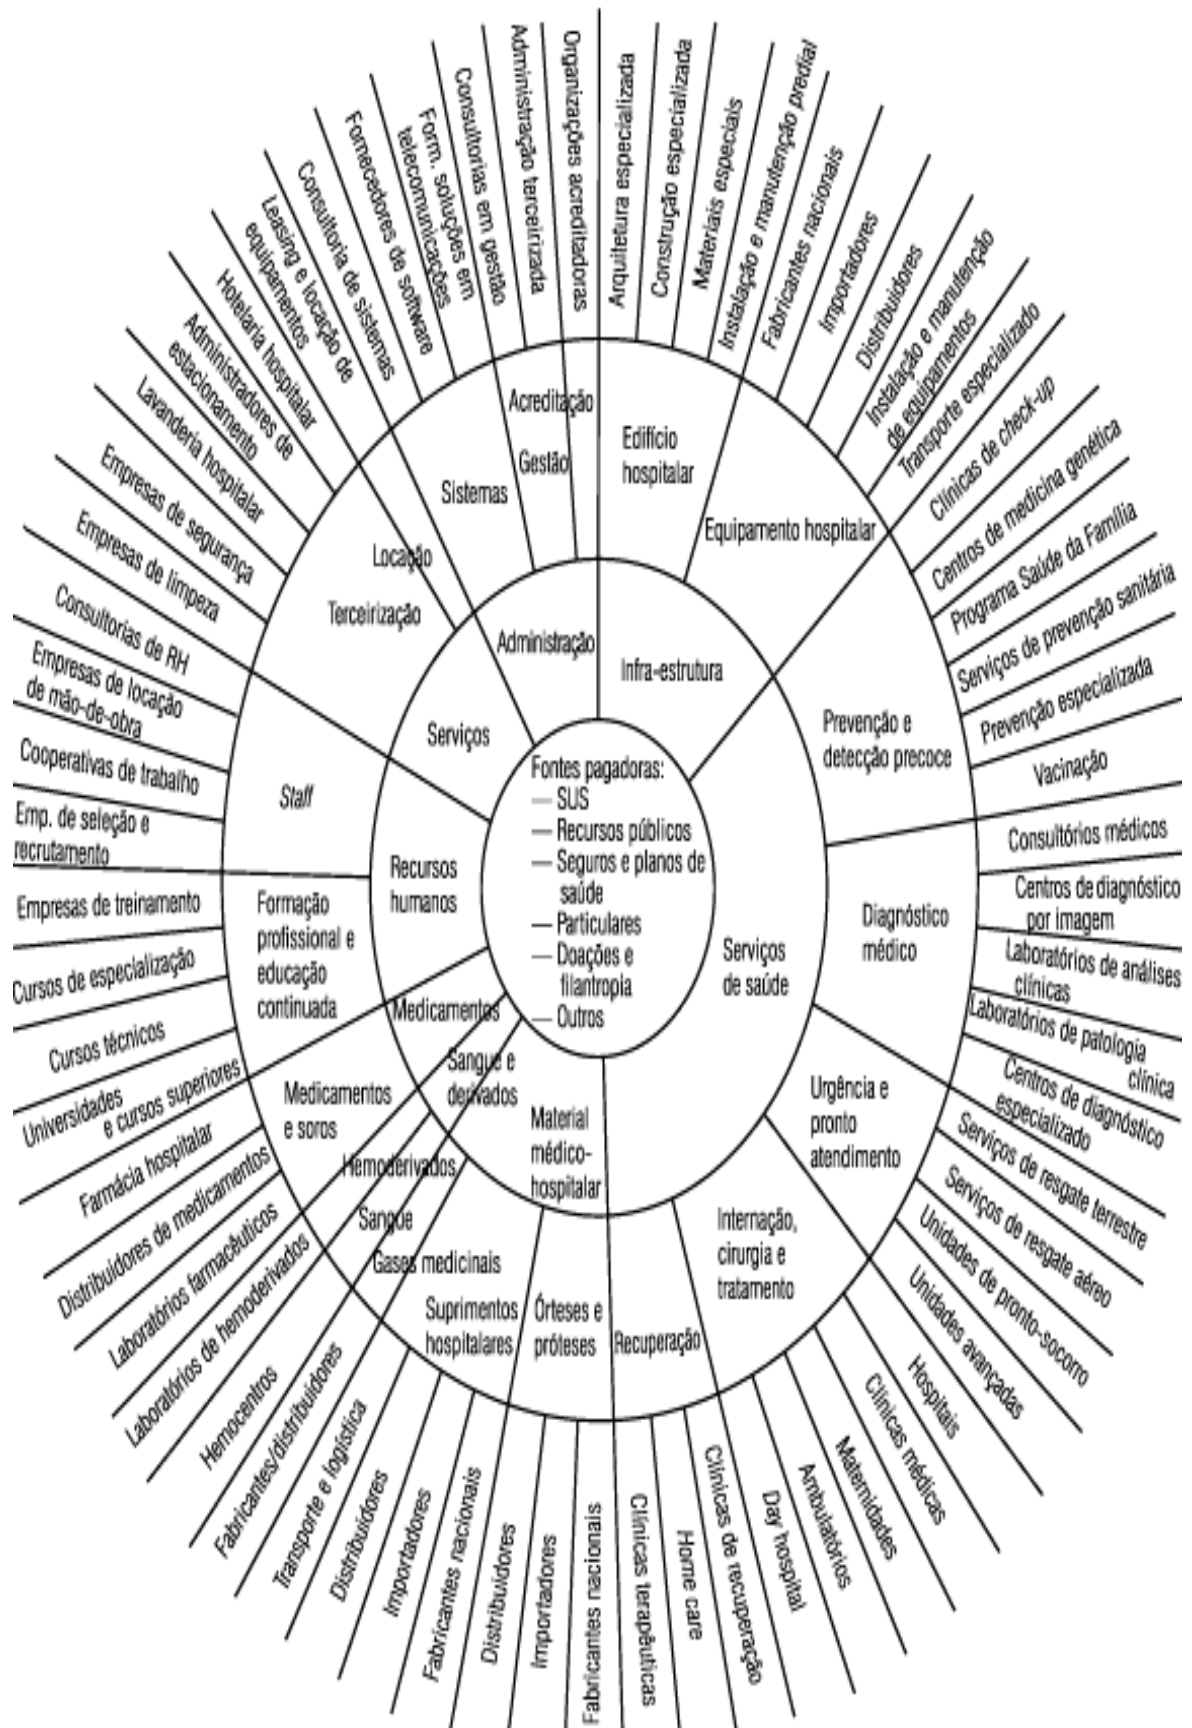 Fontes pagadoras:
— SUS
— Recursos públicos
— Seguros e planos de
saúde
— Particulares
— Doações e
filantropia
— Outros
Administração
Infra-estrutura
Serviços
de saúde
Material
médico-
hospitalar
Sangue e
derivados
Medicamentos
Recursos
humanos
Serviços
Acreditação
Gestão
Edifício
hospitalar
Equipamento hospitalar
Prevenção e
detecção precoce
Diagnóstico
médico
Urgência e
pronto
atendimento
Internação,
cirurgia e
tratamento
Recuperação
Órteses e
próteses
Suprimentos
hospitalares
Gases medicinais
Sangue
Hemoderivados
Medicamentos
e soros
Formação
profissional e
educação
continuada
Staff
Terceirização
Locação
Sistemas
Arquitetura especializada
Construção especializada
Materiais especiais
Instalação e manutenção predial
Fabricantes nacionais
Importadores
Distribuidores
Instalação e manutenção
de equipamentos
Transporte especializado
Clínicas de check-up
Centros de medicina genética
Programa Saúde da Família
Serviços de prevenção sanitária
Prevenção especializada
Vacinação
Consultórios médicos
Centros de diagnóstico
por imagem
Laboratórios de análises
clínicas
Laboratórios de patologia
clínica
Centros de diagnóstico
especializado
Serviços de resgate terrestre
Serviços de resgate aéreo
Unidades de pronto-socorro
Unidades avançadas
Hospitais
Clínicas médicas
Maternidades
Ambulatórios
Day hospital
Clínicas de recuperação
Home care
Clínicas terapêuticas
Fabricantes nacionais
Importadores
Distribuidores
Fabricantes nacionais
Importadores
Distribuidores
Transporte e logística
Fabricantes/distribuidores
Hemocentros
Laboratórios de hemoderivados
Laboratórios farmacêuticos
Distribuidores de medicamentos
Farmácia hospitalar
Universidades
e cursos superiores
Cursos técnicos
Cursos de especialização
Empresas de treinamento
Emp. de seleção e
recrutamento
Cooperativas de trabalho
Empresas de locação
de mão-de-obra
Consultorias de RH
Empresas de limpeza
Empresas de segurança
Lavanderia hospitalar
Administradores de
estacionamento
Hotelaria hospitalar
Leasing e locação de
equipamentos
Consultoria de sistemas
Fornecedores de software
Forn. soluções em
telecomunicações
Consultorias em gestão
Administração terceirizada
Organizações acreditadoras